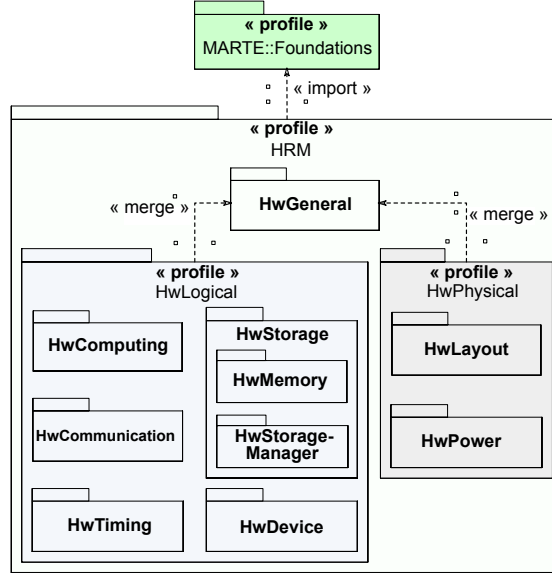 « profile »
MARTE::Foundations
« import »
« profile »
HRM
HwGeneral
« merge »
« merge »
« profile »
HwLogical
« profile »
HwPhysical
HwComputing
HwStorage
HwMemory
HwLayout
HwCommunication
HwStorage-
Manager
HwPower
HwTiming
HwDevice